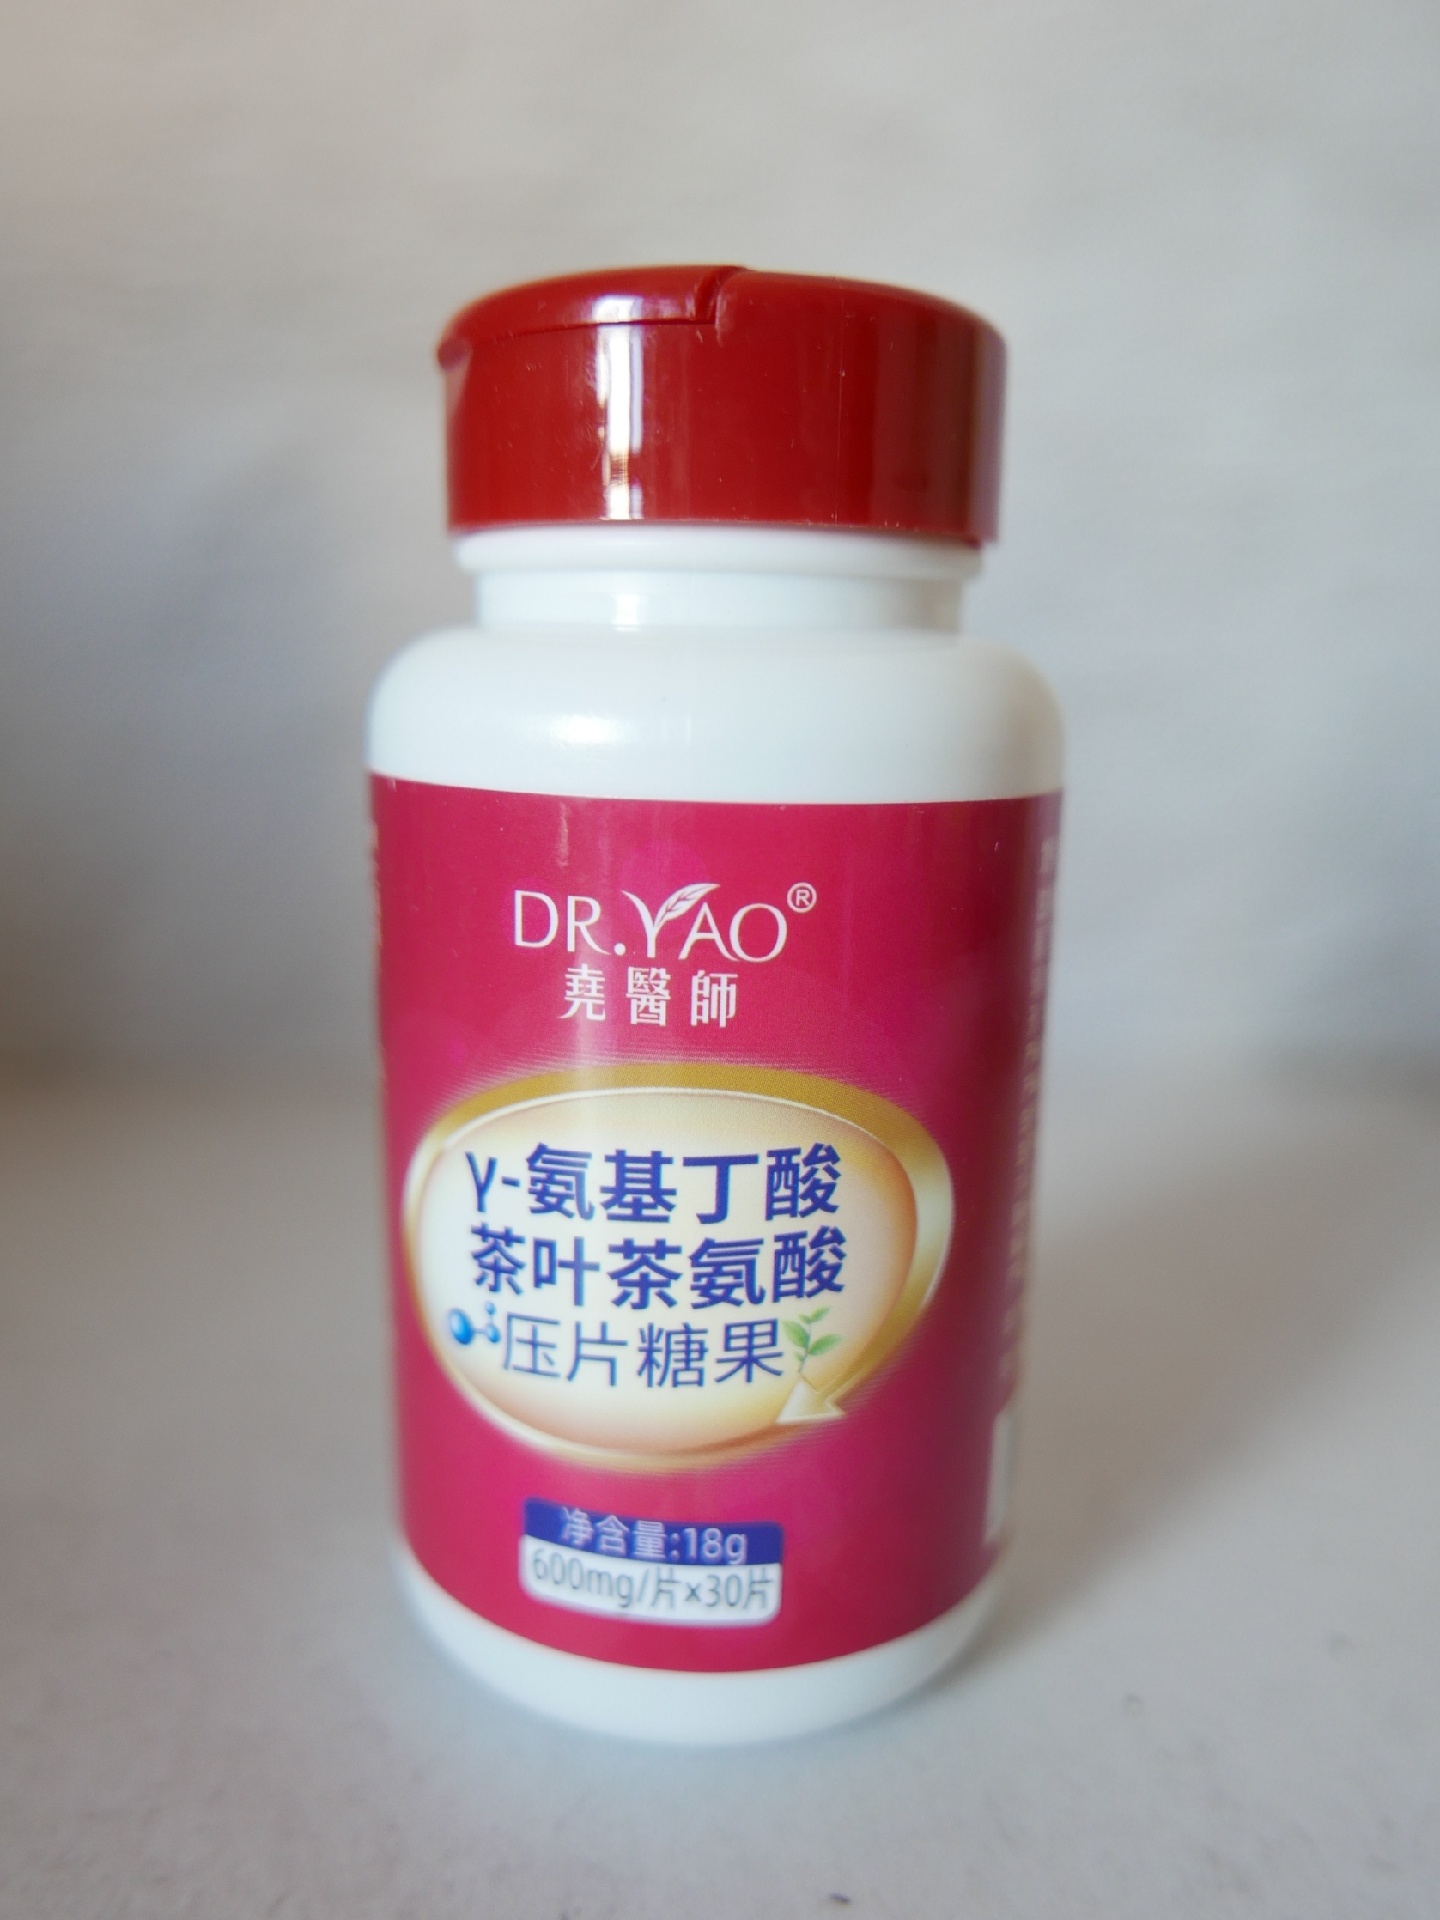 DR.YAO®
堯醫師
γ-氨基丁酸
茶叶茶氨酸
压片糖果
净含量:18g
600mg/片×30片